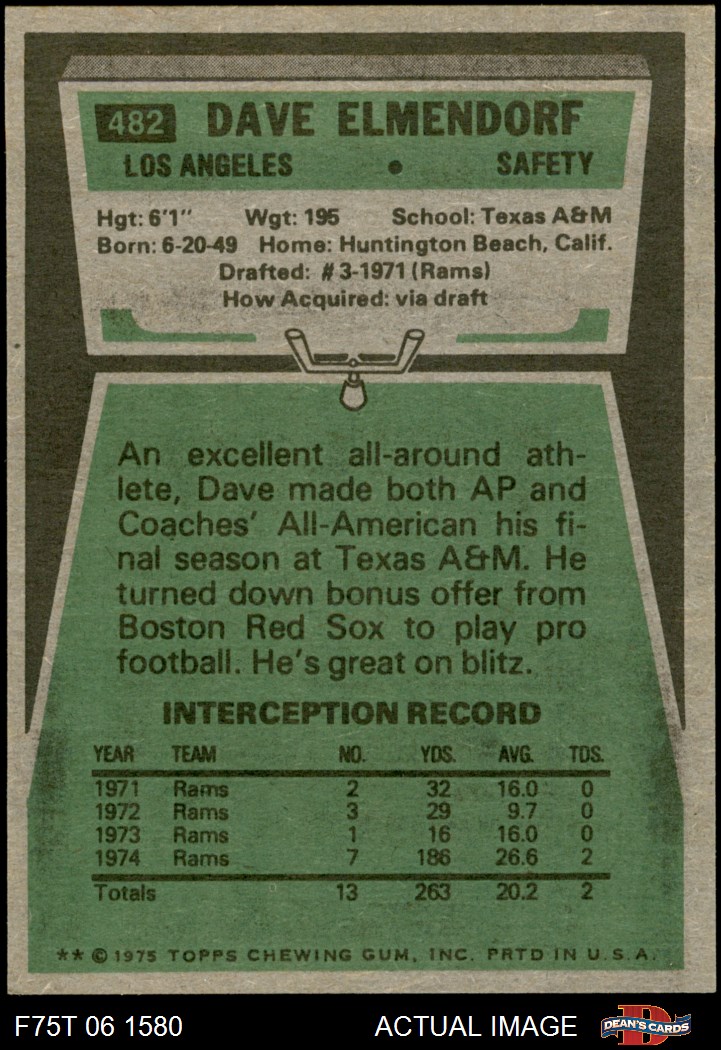 482 DAVE ELMENDORF
LOS ANGELES • SAFETY
Hgt: 6'1" Wgt: 195 School: Texas A&M
Born: 6-20-49 Home: Huntington Beach, Calif.
Drafted: #3-1971 (Rams)
How Acquired: via draft
An excellent all-around ath-
lete, Dave made both AP and
Coaches' All-American his fi-
nal season at Texas A&M. He
turned down bonus offer from
Boston Red Sox to play pro
football. He's great on blitz.
INTERCEPTION RECORD
YEAR TEAM NO. YDS. AVG. TDS.
1971 Rams 2 32 16.0 0
1972 Rams 3 29 9.7 0
1973 Rams 1 16 16.0 0
1974 Rams 7 186 26.6 2
Totals 13 263 20.2 2
** © 1975 TOPPS CHEWING GUM, INC. PRTD IN U.S.A.
F75T 06 1580 ACTUAL IMAGE D DEAN'S CARDS